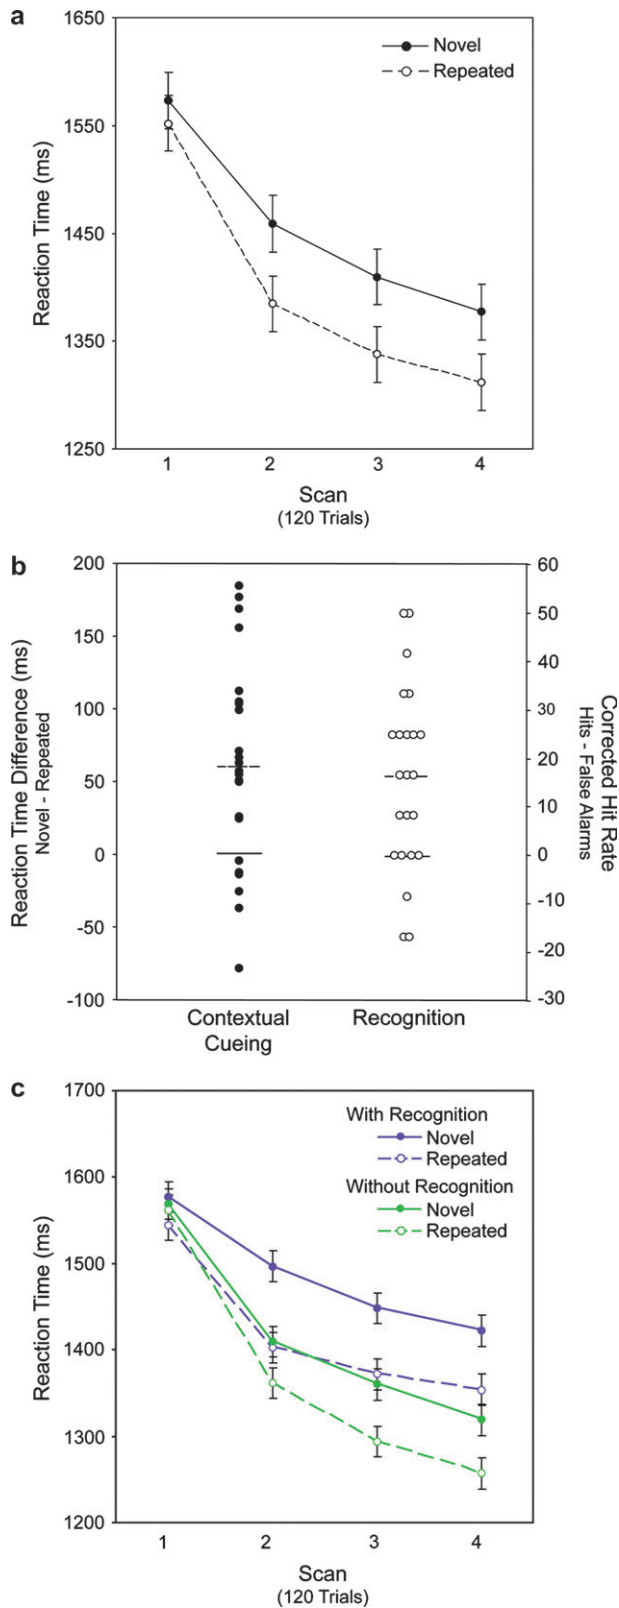 a
1650
1550
1450
1350
1250
Reaction Time (ms)
Novel
Repeated
1
2
3
4
Scan
(120 Trials)
b
200
150
100
50
0
-50
-100
Reaction Time Difference (ms)
Novel - Repeated
60
50
40
30
20
10
0
-10
-20
-30
Corrected Hit Rate
Hits - False Alarms
Contextual
Cueing
Recognition
c
1700
1600
1500
1400
1300
1200
Reaction Time (ms)
With Recognition
Novel
Repeated
Without Recognition
Novel
Repeated
1
2
3
4
Scan
(120 Trials)